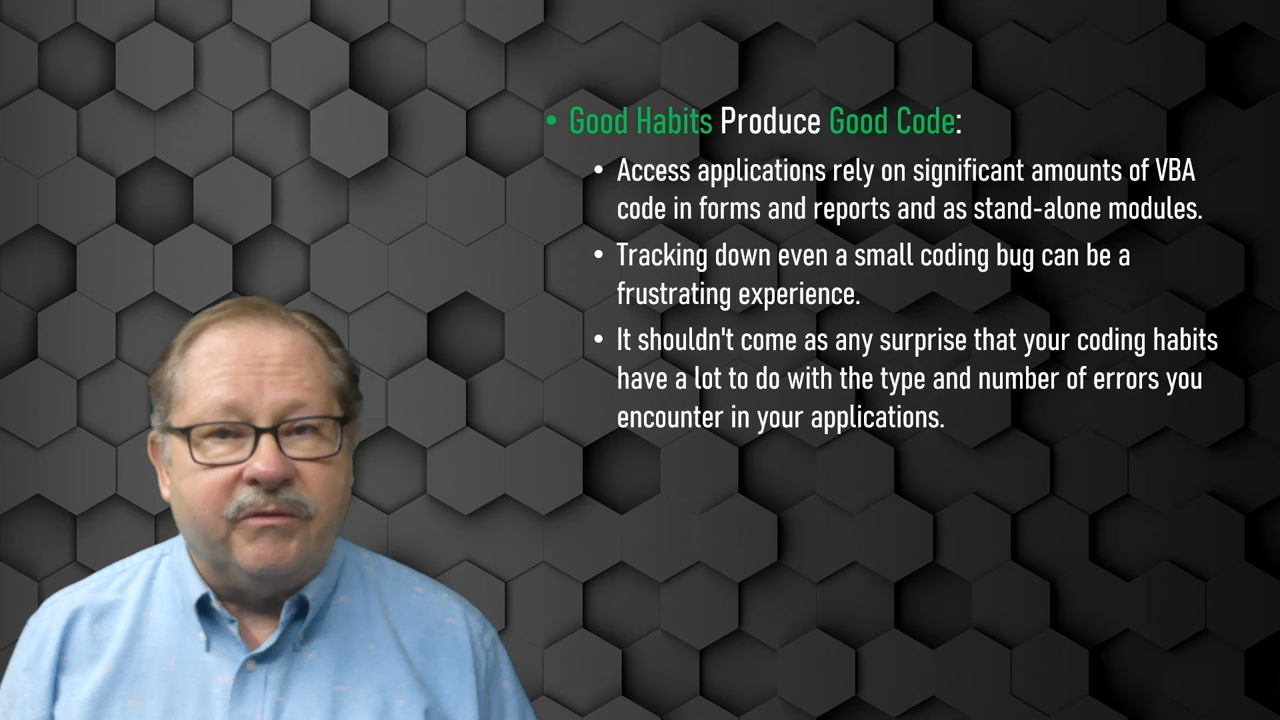 • Good Habits Produce Good Code:
• Access applications rely on significant amounts of VBA
code in forms and reports and as stand-alone modules.
• Tracking down even a small coding bug can be a
frustrating experience.
• It shouldn't come as any surprise that your coding habits
have a lot to do with the type and number of errors you
encounter in your applications.